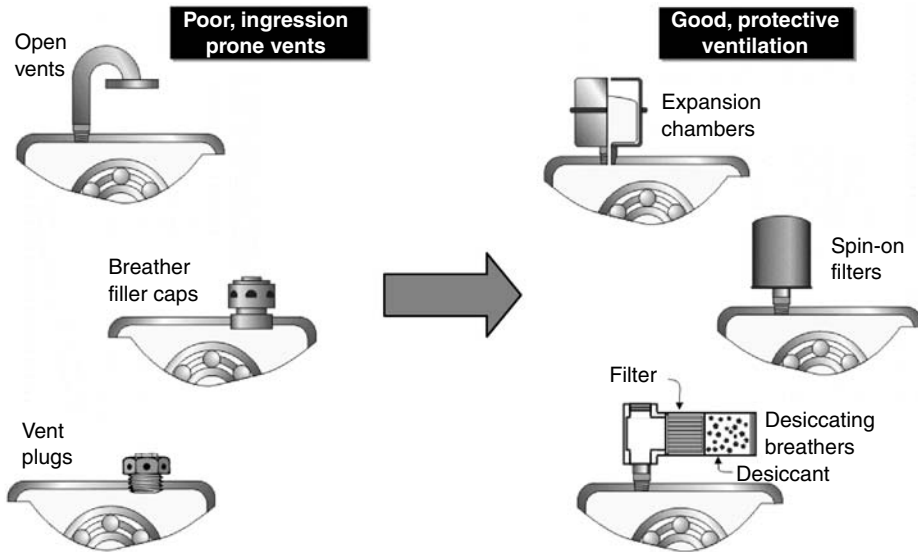 Poor, ingression
prone vents
Open
vents
Breather
filler caps
Vent
plugs
Good, protective
ventilation
Expansion
chambers
Spin-on
filters
Filter
Desiccating
breathers
Desiccant